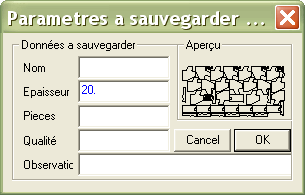 Parametres a sauvegarder ...
Données a sauvegarder
Aperçu
Nom
Epaisseur 20.
Pieces
Qualité
Cancel OK
Observatic